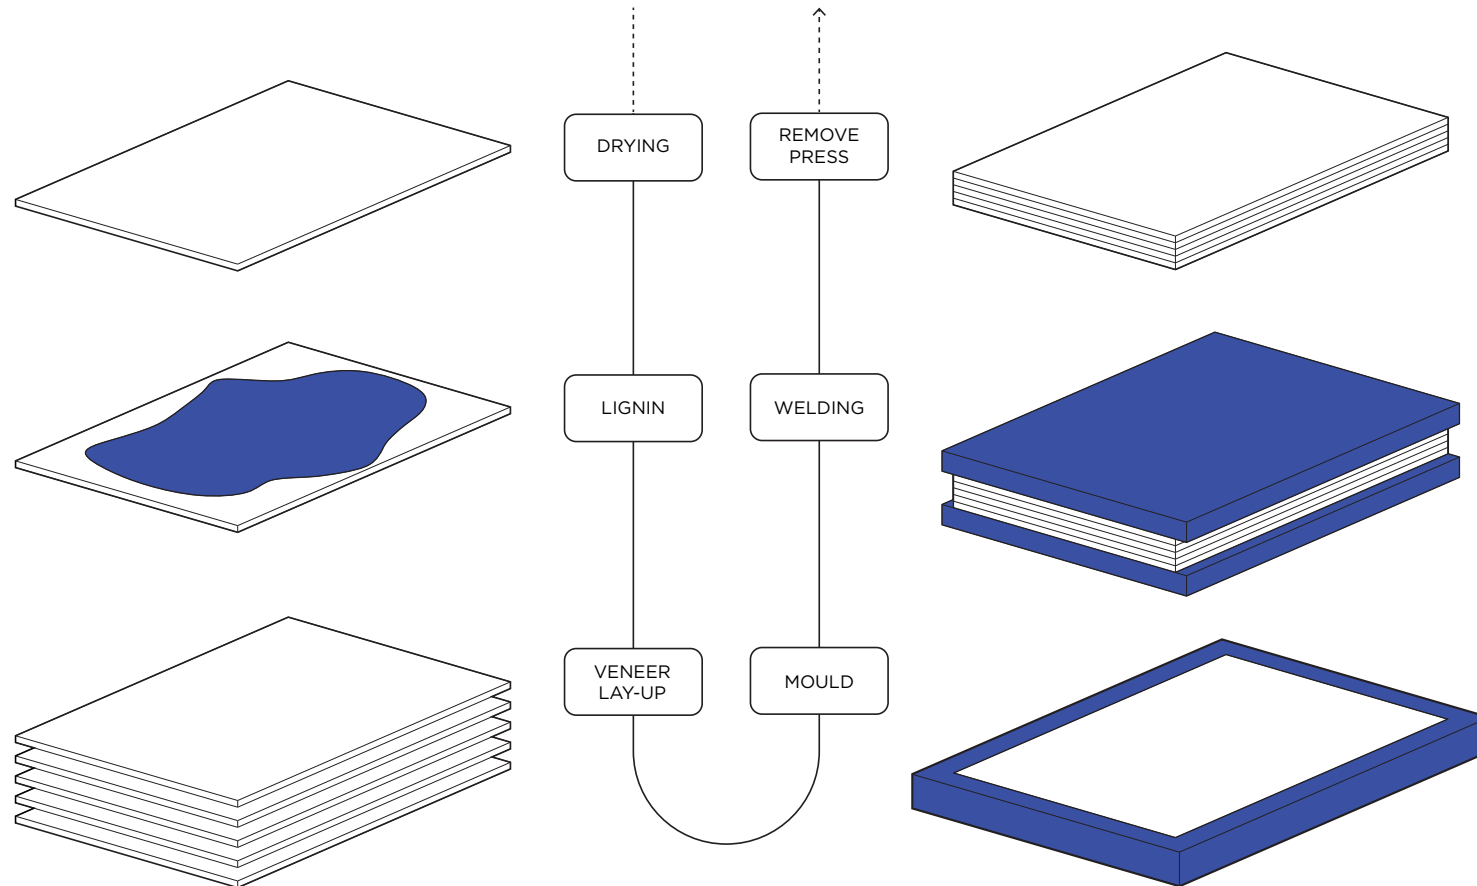 DRYING
REMOVE
PRESS
LIGNIN
WELDING
VENEER
LAY-UP
MOULD